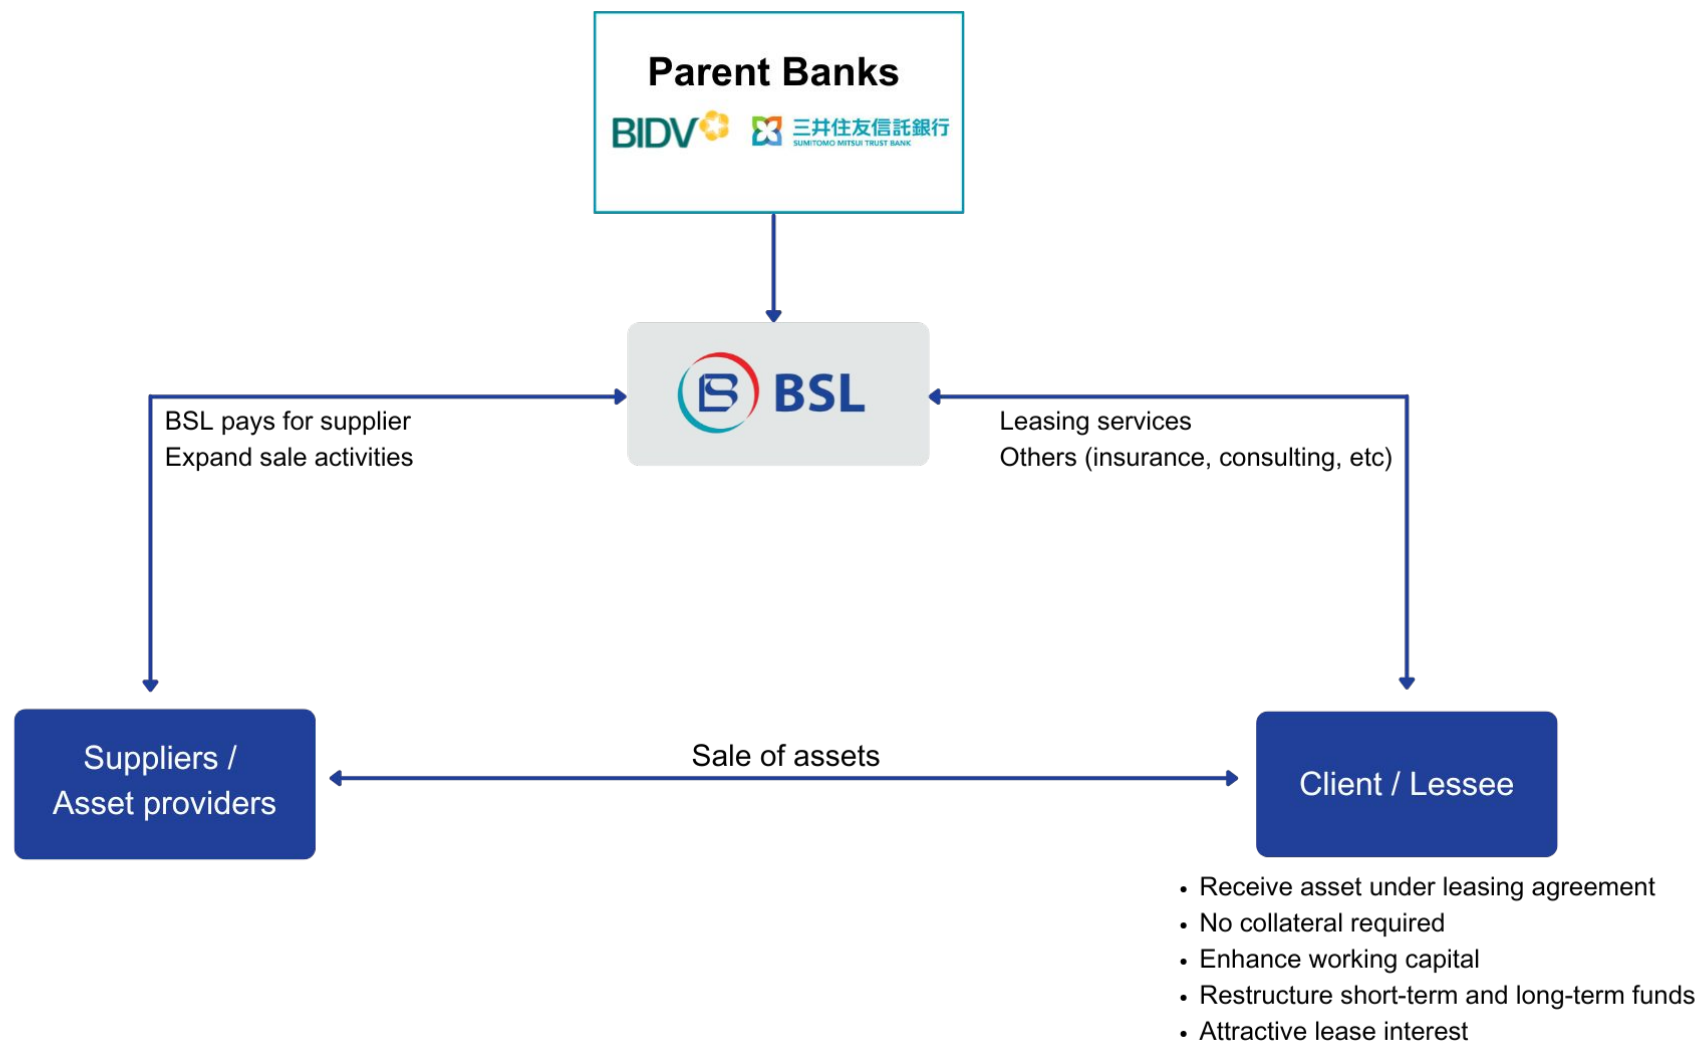 Parent Banks
BIDV
三井住友信託銀行
SUMITOMO MITSUI TRUST BANK
BSL
BSL pays for supplier
Expand sale activities
Leasing services
Others (insurance, consulting, etc)
Suppliers /
Asset providers
Sale of assets
Client / Lessee
• Receive asset under leasing agreement
• No collateral required
• Enhance working capital
• Restructure short-term and long-term funds
• Attractive lease interest